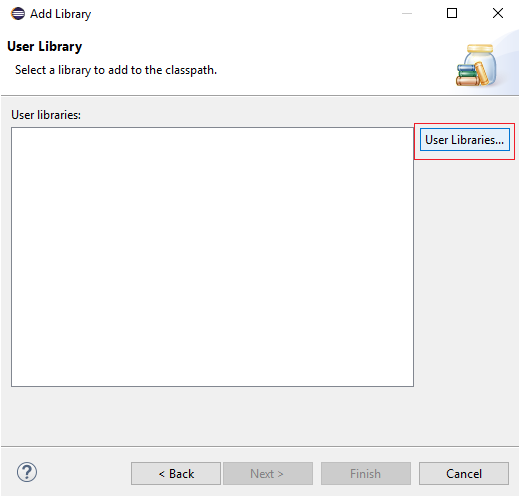 Add Library
User Library
Select a library to add to the classpath.
User libraries:
User Libraries...
?
< Back
Next >
Finish
Cancel